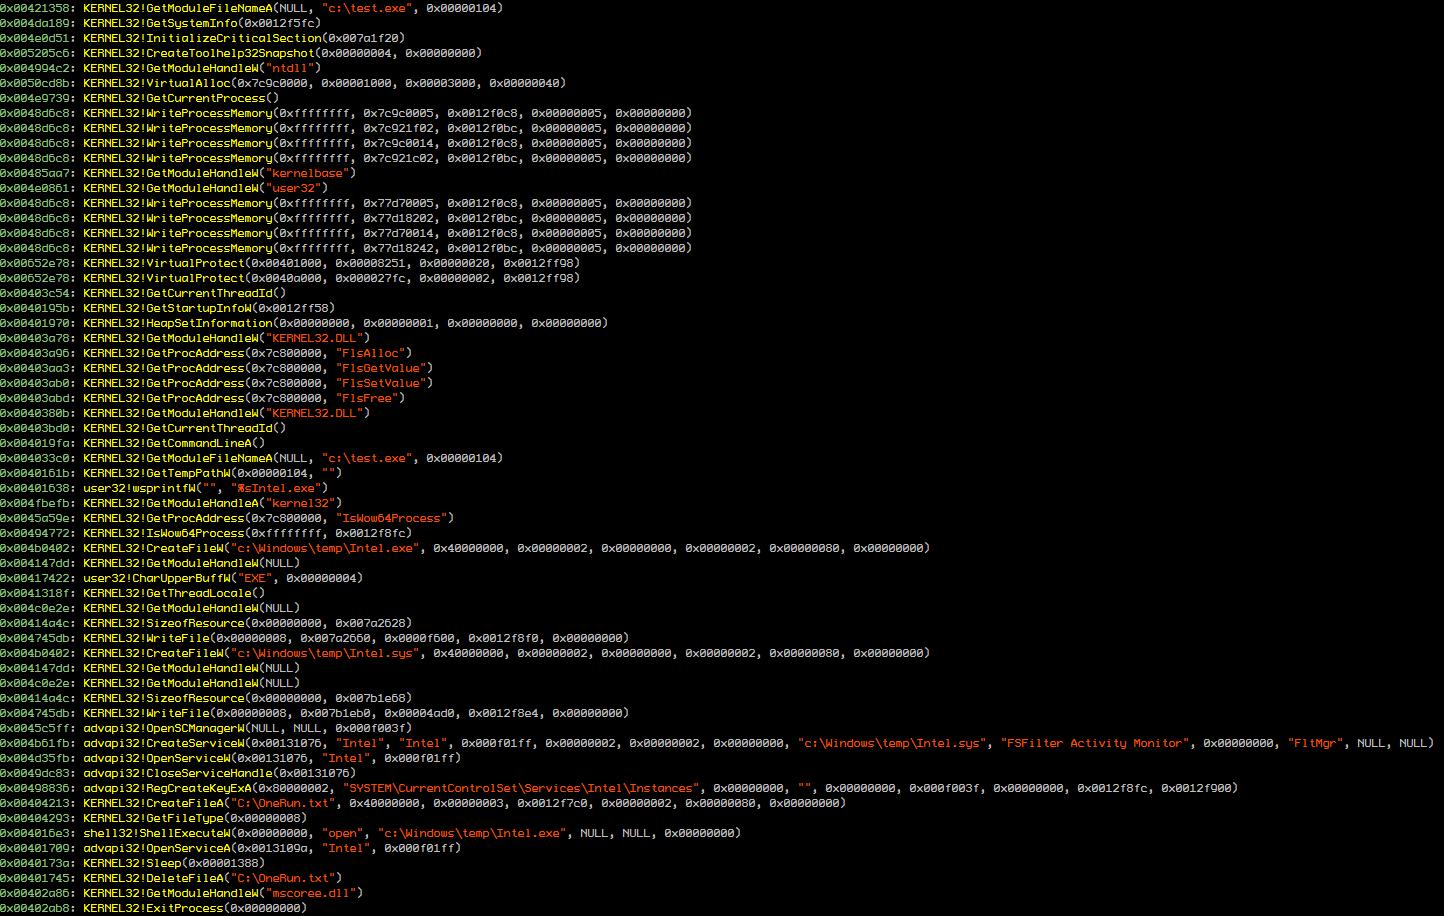 0x00421358: KERNEL32!GetModuleFileNameA(NULL, "c:\test.exe", 0x00000104)
0x004da189: KERNEL32!GetSystemInfo(0x0012f5fc)
0x004e0d51: KERNEL32!InitializeCriticalSection(0x007a1f20)
0x005205c6: KERNEL32!CreateToolhelp32Snapshot(0x00000004, 0x00000000)
0x004994c2: KERNEL32!GetModuleHandleW("ntdll")
0x0050cd8b: KERNEL32!VirtualAlloc(0x7c9c0000, 0x00001000, 0x00003000, 0x00000040)
0x004e9739: KERNEL32!GetCurrentProcess()
0x0048d6c8: KERNEL32!WriteProcessMemory(0xffffffff, 0x7c9c0005, 0x0012f0c8, 0x00000005, 0x00000000)
0x0048d6c8: KERNEL32!WriteProcessMemory(0xffffffff, 0x7c921f02, 0x0012f0bc, 0x00000005, 0x00000000)
0x0048d6c8: KERNEL32!WriteProcessMemory(0xffffffff, 0x7c9c0014, 0x0012f0c8, 0x00000005, 0x00000000)
0x0048d6c8: KERNEL32!WriteProcessMemory(0xffffffff, 0x7c921c02, 0x0012f0bc, 0x00000005, 0x00000000)
0x00485aa7: KERNEL32!GetModuleHandleW("kernelbase")
0x004e0861: KERNEL32!GetModuleHandleW("user32")
0x0048d6c8: KERNEL32!WriteProcessMemory(0xffffffff, 0x77d70005, 0x0012f0c8, 0x00000005, 0x00000000)
0x0048d6c8: KERNEL32!WriteProcessMemory(0xffffffff, 0x77d18202, 0x0012f0bc, 0x00000005, 0x00000000)
0x0048d6c8: KERNEL32!WriteProcessMemory(0xffffffff, 0x77d70014, 0x0012f0c8, 0x00000005, 0x00000000)
0x0048d6c8: KERNEL32!WriteProcessMemory(0xffffffff, 0x77d18242, 0x0012f0bc, 0x00000005, 0x00000000)
0x00652e78: KERNEL32!VirtualProtect(0x00401000, 0x00008251, 0x00000020, 0x0012ff98)
0x00652e78: KERNEL32!VirtualProtect(0x0040a000, 0x000027fc, 0x00000002, 0x0012ff98)
0x00403c54: KERNEL32!GetCurrentThreadId()
0x0040195b: KERNEL32!GetStartupInfoW(0x0012ff58)
0x00401970: KERNEL32!HeapSetInformation(0x00000000, 0x00000001, 0x00000000, 0x00000000)
0x00403a78: KERNEL32!GetModuleHandleW("KERNEL32.DLL")
0x00403a96: KERNEL32!GetProcAddress(0x7c800000, "FlsAlloc")
0x00403aa3: KERNEL32!GetProcAddress(0x7c800000, "FlsGetValue")
0x00403ab0: KERNEL32!GetProcAddress(0x7c800000, "FlsSetValue")
0x00403abd: KERNEL32!GetProcAddress(0x7c800000, "FlsFree")
0x0040380b: KERNEL32!GetModuleHandleW("KERNEL32.DLL")
0x00403bd0: KERNEL32!GetCurrentThreadId()
0x004019fa: KERNEL32!GetCommandLineA()
0x004033c0: KERNEL32!GetModuleFileNameA(NULL, "c:\test.exe", 0x00000104)
0x0040161b: KERNEL32!GetTempPathW(0x00000104, "")
0x00401638: user32!wsprintfW("", "%sIntel.exe")
0x004fbefb: KERNEL32!GetModuleHandleA("kernel32")
0x0045a59e: KERNEL32!GetProcAddress(0x7c800000, "IsWow64Process")
0x00494772: KERNEL32!IsWow64Process(0xffffffff, 0x0012f8fc)
0x004b0402: KERNEL32!CreateFileW("c:\Windows\temp\Intel.exe", 0x40000000, 0x00000002, 0x00000000, 0x00000002, 0x00000080, 0x00000000)
0x004147dd: KERNEL32!GetModuleHandleW(NULL)
0x00417422: user32!CharUpperBuffW("EXE", 0x00000004)
0x0041318f: KERNEL32!GetThreadLocale()
0x004c0e2e: KERNEL32!GetModuleHandleW(NULL)
0x00414a4c: KERNEL32!SizeofResource(0x00000000, 0x007a2628)
0x004745db: KERNEL32!WriteFile(0x00000008, 0x007a2660, 0x0000f600, 0x0012f8f0, 0x00000000)
0x004b0402: KERNEL32!CreateFileW("c:\Windows\temp\Intel.sys", 0x40000000, 0x00000002, 0x00000000, 0x00000002, 0x00000080, 0x00000000)
0x004147dd: KERNEL32!GetModuleHandleW(NULL)
0x004c0e2e: KERNEL32!GetModuleHandleW(NULL)
0x00414a4c: KERNEL32!SizeofResource(0x00000000, 0x007b1e68)
0x004745db: KERNEL32!WriteFile(0x00000008, 0x007b1eb0, 0x00004ad0, 0x0012f8e4, 0x00000000)
0x0045c5ff: advapi32!OpenSCManagerW(NULL, NULL, 0x000f003f)
0x004b61fb: advapi32!CreateServiceW(0x00131076, "Intel", "Intel", 0x000f01ff, 0x00000002, 0x00000002, 0x00000000, "c:\Windows\temp\Intel.sys", "FSFilter Activity Monitor", 0x00000000, "FltMgr", NULL, NULL)
0x004d35fb: advapi32!OpenServiceW(0x00131076, "Intel", 0x000f01ff)
0x0049dc83: advapi32!CloseServiceHandle(0x00131076)
0x00498836: advapi32!RegCreateKeyExA(0x80000002, "SYSTEM\CurrentControlSet\Services\Intel\Instances", 0x00000000, "", 0x00000000, 0x000f003f, 0x00000000, 0x0012f8fc, 0x0012f900)
0x00404213: KERNEL32!CreateFileA("C:\OneRun.txt", 0x40000000, 0x00000003, 0x0012f7c0, 0x00000002, 0x00000080, 0x00000000)
0x00404293: KERNEL32!GetFileType(0x00000008)
0x004016e3: shell32!ShellExecuteW(0x00000000, "open", "c:\Windows\temp\Intel.exe", NULL, NULL, 0x00000000)
0x00401709: advapi32!OpenServiceA(0x0013109a, "Intel", 0x000f01ff)
0x0040173a: KERNEL32!Sleep(0x00001388)
0x00401745: KERNEL32!DeleteFileA("C:\OneRun.txt")
0x00402a86: KERNEL32!GetModuleHandleW("mscoree.dll")
0x00402ab8: KERNEL32!ExitProcess(0x00000000)